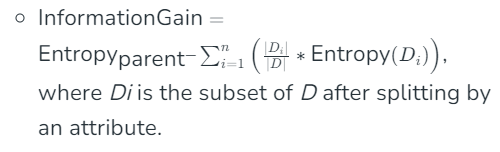 InformationGain =
Entropyparent−∑ⁿᵢ₌₁ (|Dᵢ|/|D| * Entropy(Dᵢ)),
where Di is the subset of D after splitting by
an attribute.